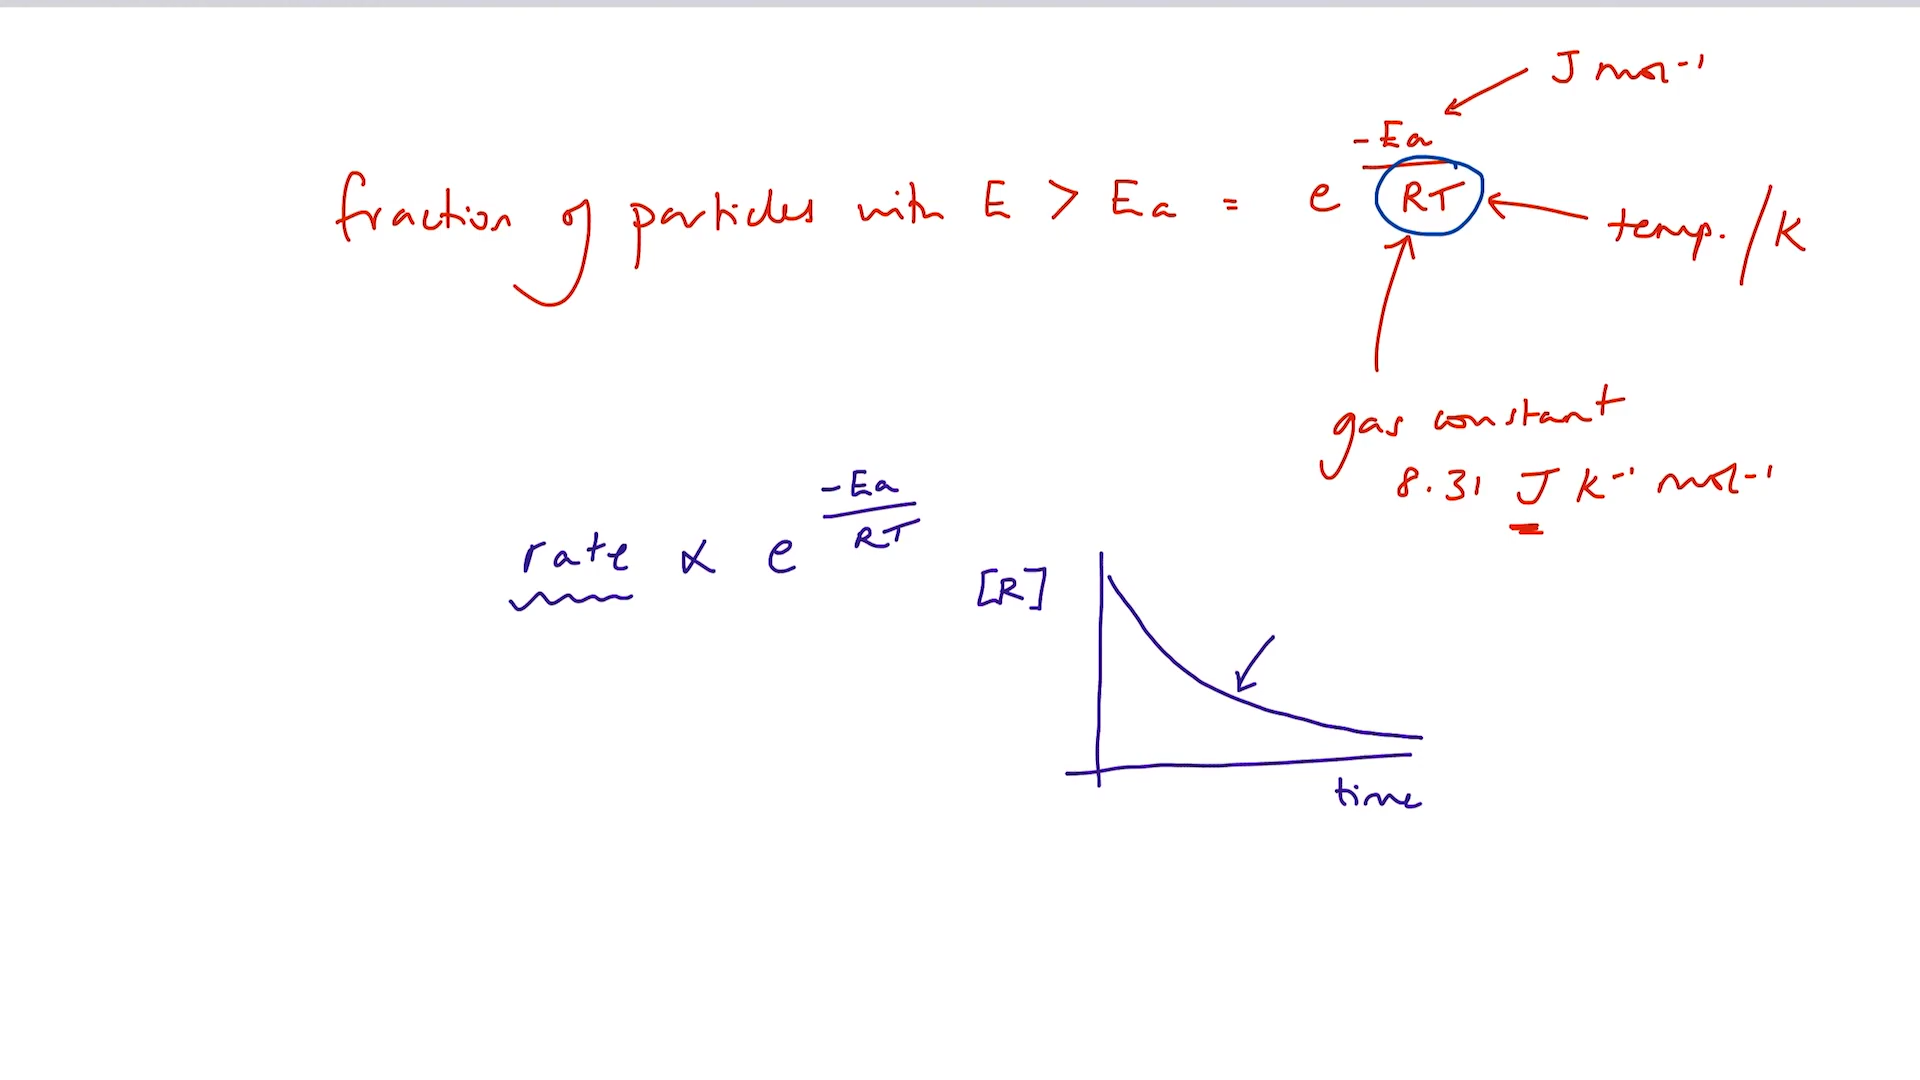 J mol⁻¹
fraction of particles with E > Ea = e^(-Ea/RT)
temp. / K
gas constant
8.31 J K⁻¹ mol⁻¹
rate ∝ e^(-Ea/RT)
[R]
time